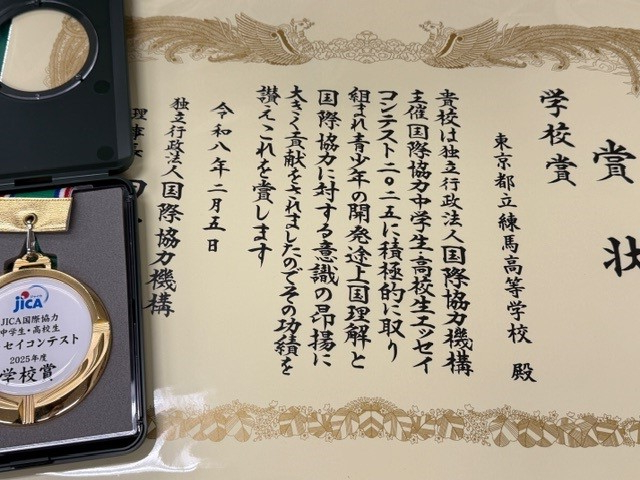 賞状
学校賞
東京都立練馬高等学校 殿
貴校は独立行政法人国際協力機構
主催国際協力中学生・高校生エッセイ
コンテスト二〇二五に積極的に取り
組まれ青少年の開発途上国理解と
国際協力に対する意識の昂揚に
大きく貢献をされましたのでその功績を
讃えこれを賞します
令和八年二月五日
独立行政法人国際協力機構
理事長 田
jICA
JICA国際協力
中学生・高校生
セイコンテスト
2025年度
学校賞